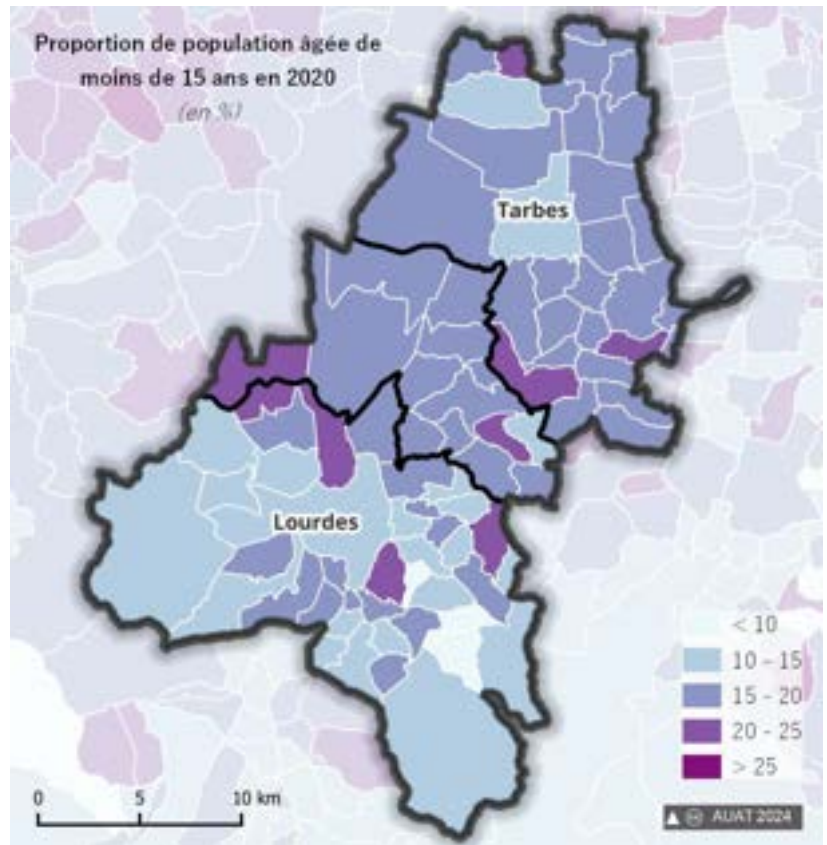 Proportion de population âgée de
moins de 15 ans en 2020
(en %)
Tarbes
Lourdes
< 10
10 - 15
15 - 20
20 - 25
> 25
0 5 10 km
AUAT 2024